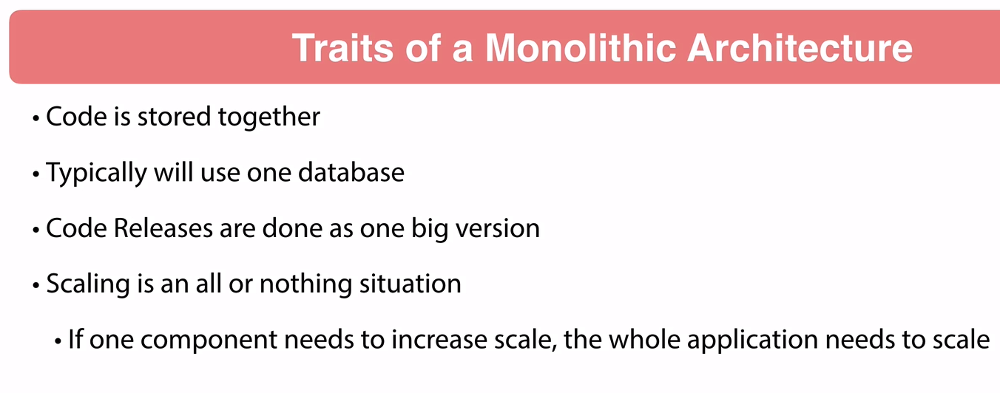 Traits of a Monolithic Architecture
• Code is stored together
• Typically will use one database
• Code Releases are done as one big version
• Scaling is an all or nothing situation
• If one component needs to increase scale, the whole application needs to scale